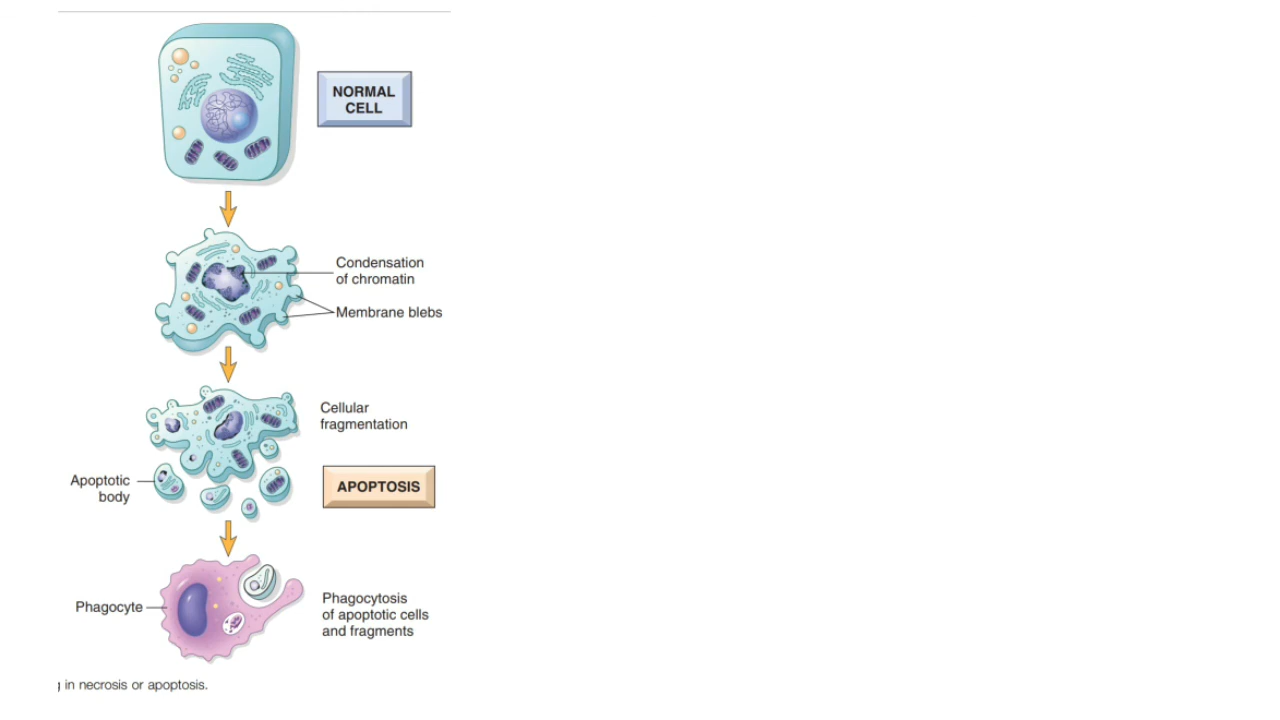 NORMAL
CELL
Condensation
of chromatin
Membrane blebs
Cellular
fragmentation
Apoptotic
body
APOPTOSIS
Phagocyte
Phagocytosis
of apoptotic cells
and fragments
in necrosis or apoptosis.